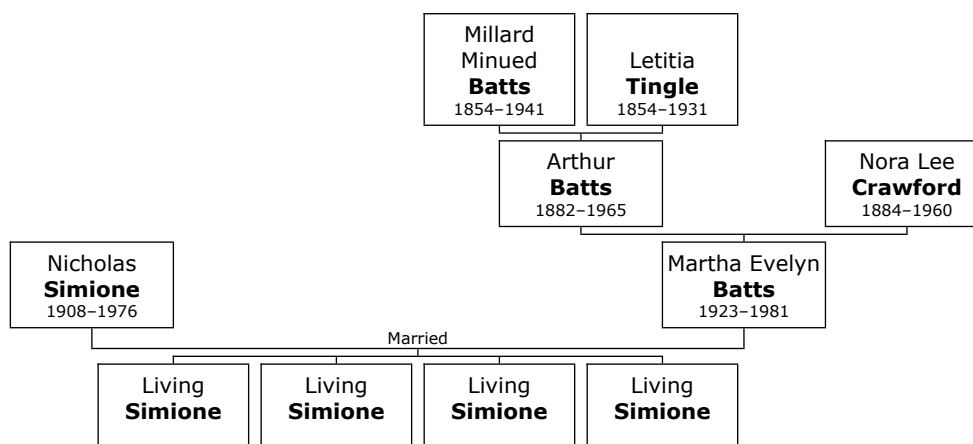 Millard
Minued
Batts
1854–1941
Letitia
Tingle
1854–1931
Arthur
Batts
1882–1965
Nora Lee
Crawford
1884–1960
Nicholas
Simione
1908–1976
Martha Evelyn
Batts
1923–1981
Married
Living
Simione
Living
Simione
Living
Simione
Living
Simione